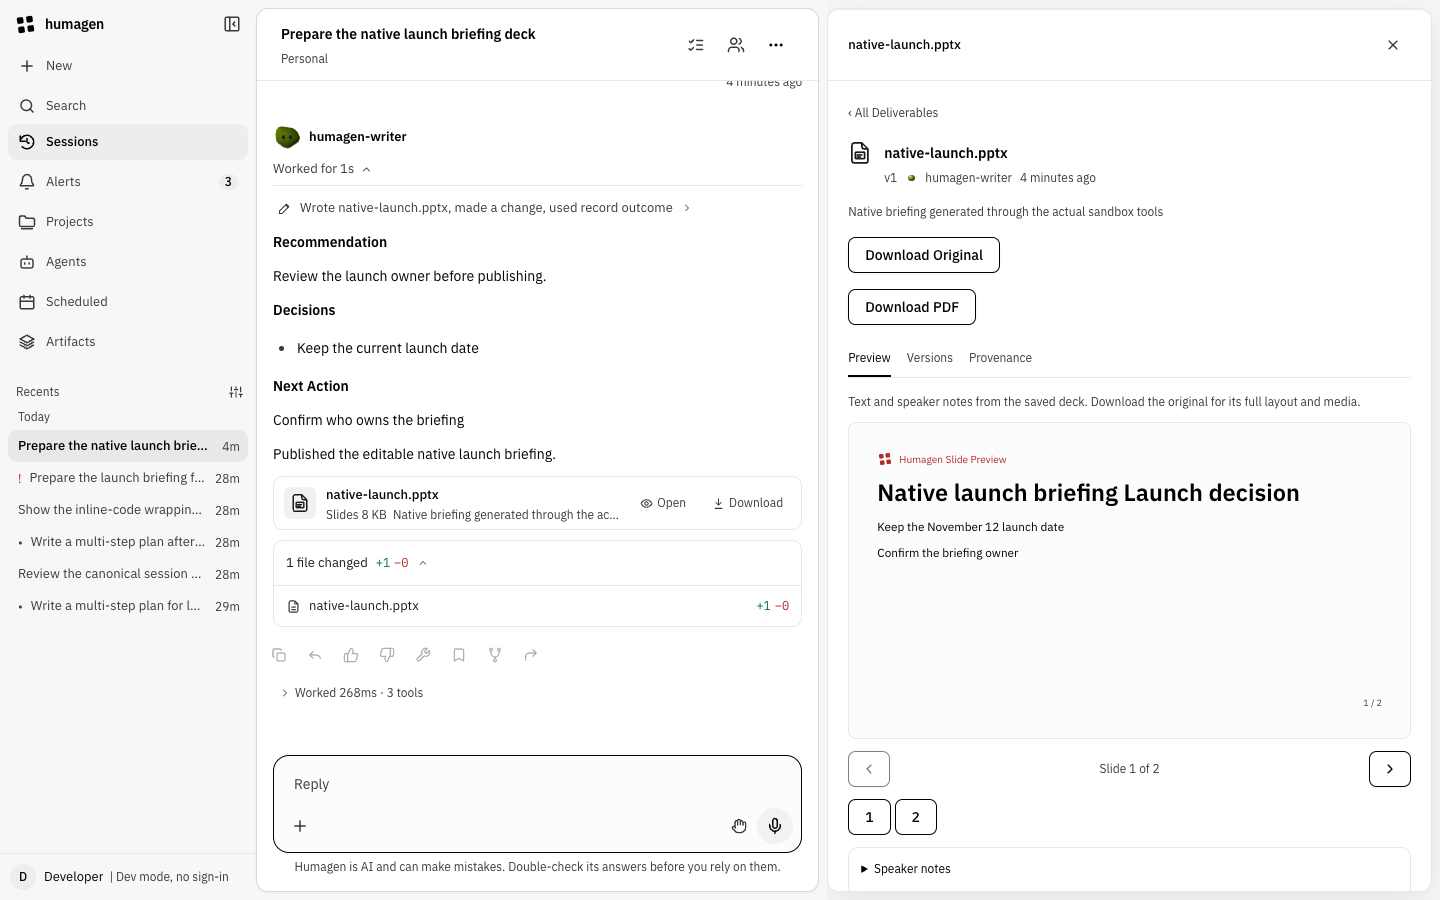 humagen
New
Search
Sessions
Alerts 3
Projects
Agents
Scheduled
Artifacts
Recents
Today
Prepare the native launch brie... 4m
! Prepare the launch briefing f... 28m
Show the inline-code wrappin... 28m
• Write a multi-step plan after... 28m
Review the canonical session ... 28m
• Write a multi-step plan for l... 29m
D Developer | Dev mode, no sign-in
Prepare the native launch briefing deck
Personal
4 minutes ago
humagen-writer
Worked for 1s
Wrote native-launch.pptx, made a change, used record outcome
Recommendation
Review the launch owner before publishing.
Decisions
• Keep the current launch date
Next Action
Confirm who owns the briefing
Published the editable native launch briefing.
native-launch.pptx
Slides 8 KB Native briefing generated through the ac...
Open Download
1 file changed +1 −0
native-launch.pptx +1 −0
Worked 268ms · 3 tools
Reply
Humagen is AI and can make mistakes. Double-check its answers before you rely on them.
native-launch.pptx
‹ All Deliverables
native-launch.pptx
v1 humagen-writer 4 minutes ago
Native briefing generated through the actual sandbox tools
Download Original
Download PDF
Preview Versions Provenance
Text and speaker notes from the saved deck. Download the original for its full layout and media.
Humagen Slide Preview
Native launch briefing Launch decision
Keep the November 12 launch date
Confirm the briefing owner
1 / 2
Slide 1 of 2
1 2
Speaker notes